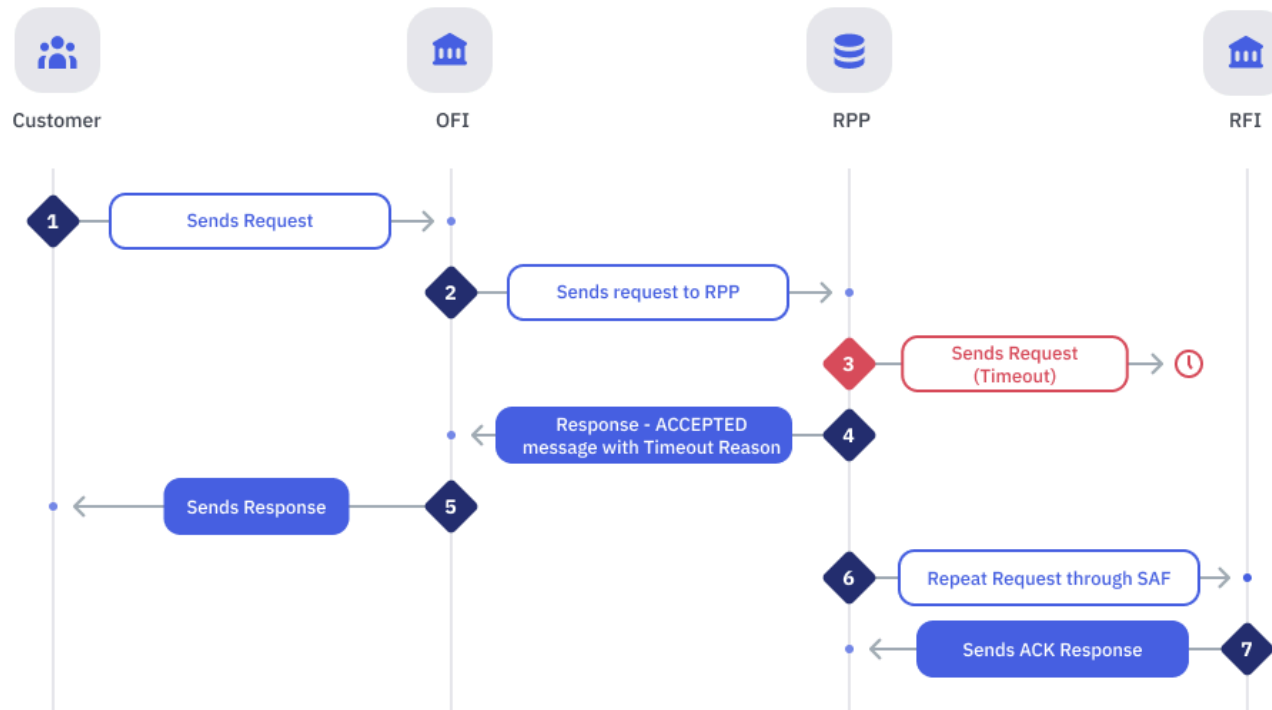 Customer
OFI
RPP
RFI
1
Sends Request
2
Sends request to RPP
3
Sends Request
(Timeout)
Response - ACCEPTED
message with Timeout Reason
4
Sends Response
5
6
Repeat Request through SAF
Sends ACK Response
7